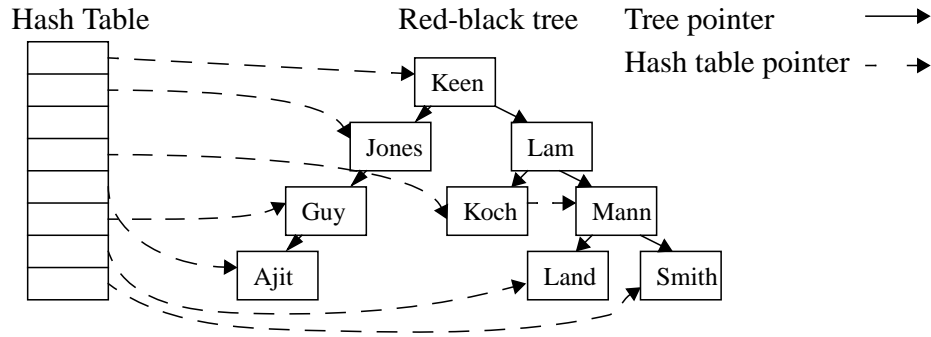 Hash Table
Red-black tree
Tree pointer
Hash table pointer
Keen
Jones
Lam
Guy
Koch
Mann
Ajit
Land
Smith